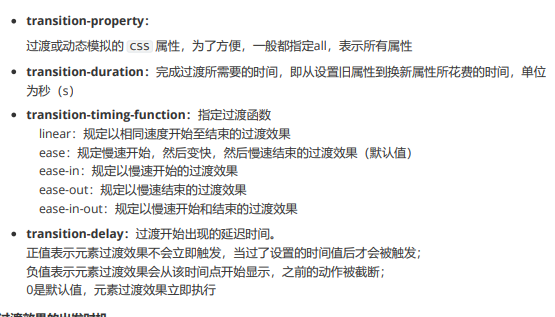 transition-property：
过渡或动态模拟的 css 属性，为了方便，一般都指定all，表示所有属性
transition-duration：完成过渡所需要的时间，即从设置旧属性到换新属性所花费的时间，单位
为秒（s）
transition-timing-function：指定过渡函数
linear：规定以相同速度开始至结束的过渡效果
ease：规定慢速开始，然后变快，然后慢速结束的过渡效果（默认值）
ease-in：规定以慢速开始的过渡效果
ease-out：规定以慢速结束的过渡效果
ease-in-out：规定以慢速开始和结束的过渡效果
transition-delay：过渡开始出现的延迟时间。
正值表示元素过渡效果不会立即触发，当过了设置的时间值后才会被触发；
负值表示元素过渡效果会从该时间点开始显示，之前的动作被截断；
0是默认值，元素过渡效果立即执行
过渡效果的出发时机